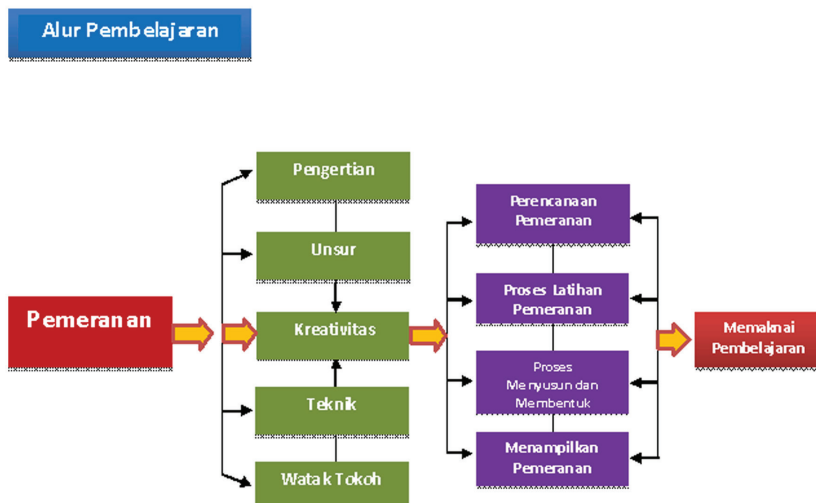 Alur Pembelajaran
Pemeranan
Pengertian
Unsur
Kreativitas
Teknik
Watak Tokoh
Perencanaan
Pemeranan
Proses Latihan
Pemeranan
Proses
Menyusun dan
Membentuk
Menampilkan
Pemeranan
Memaknai
Pembelajaran